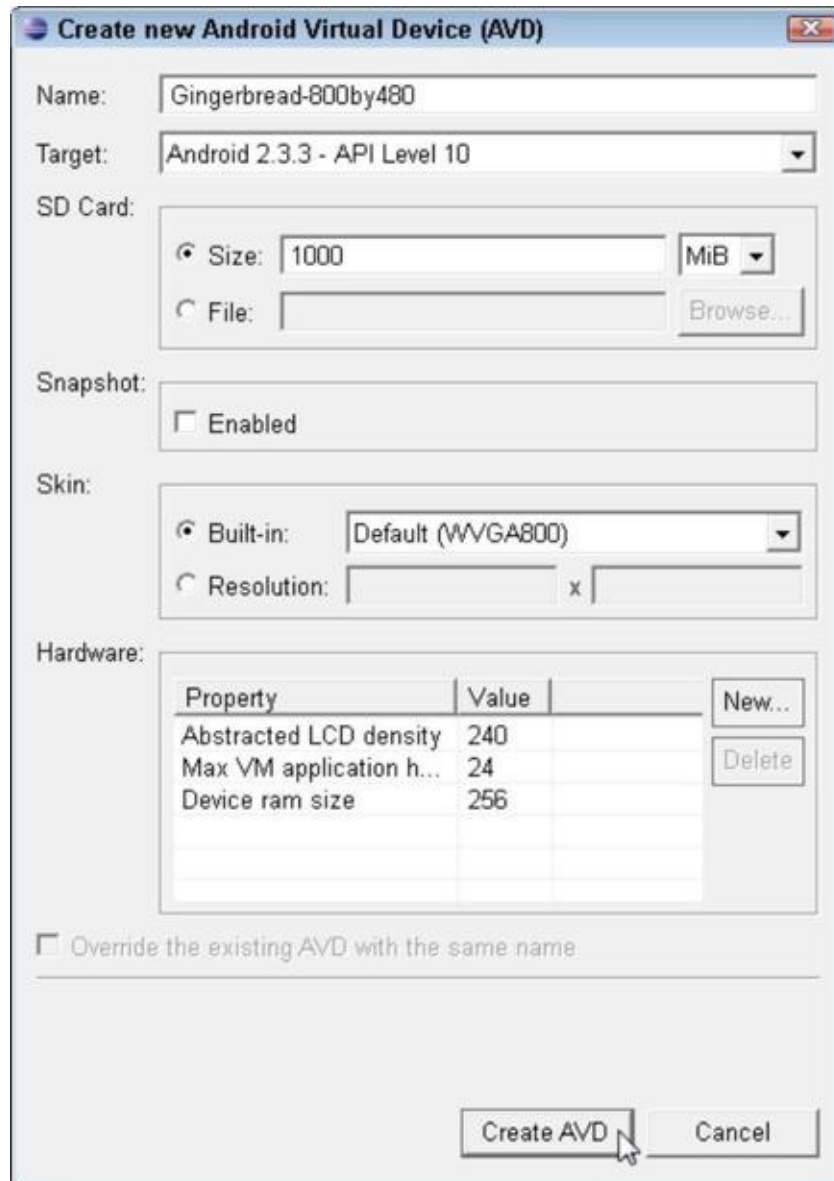 Create new Android Virtual Device (AVD)
Name: Gingerbread-800by480
Target: Android 2.3.3 - API Level 10
SD Card:
Size: 1000 MiB
File: Browse...
Snapshot:
Enabled
Skin:
Built-in: Default (WVGA800)
Resolution: x
Hardware:
Property Value New...
Abstracted LCD density 240
Max VM application h... 24 Delete
Device ram size 256
Override the existing AVD with the same name
Create AVD Cancel